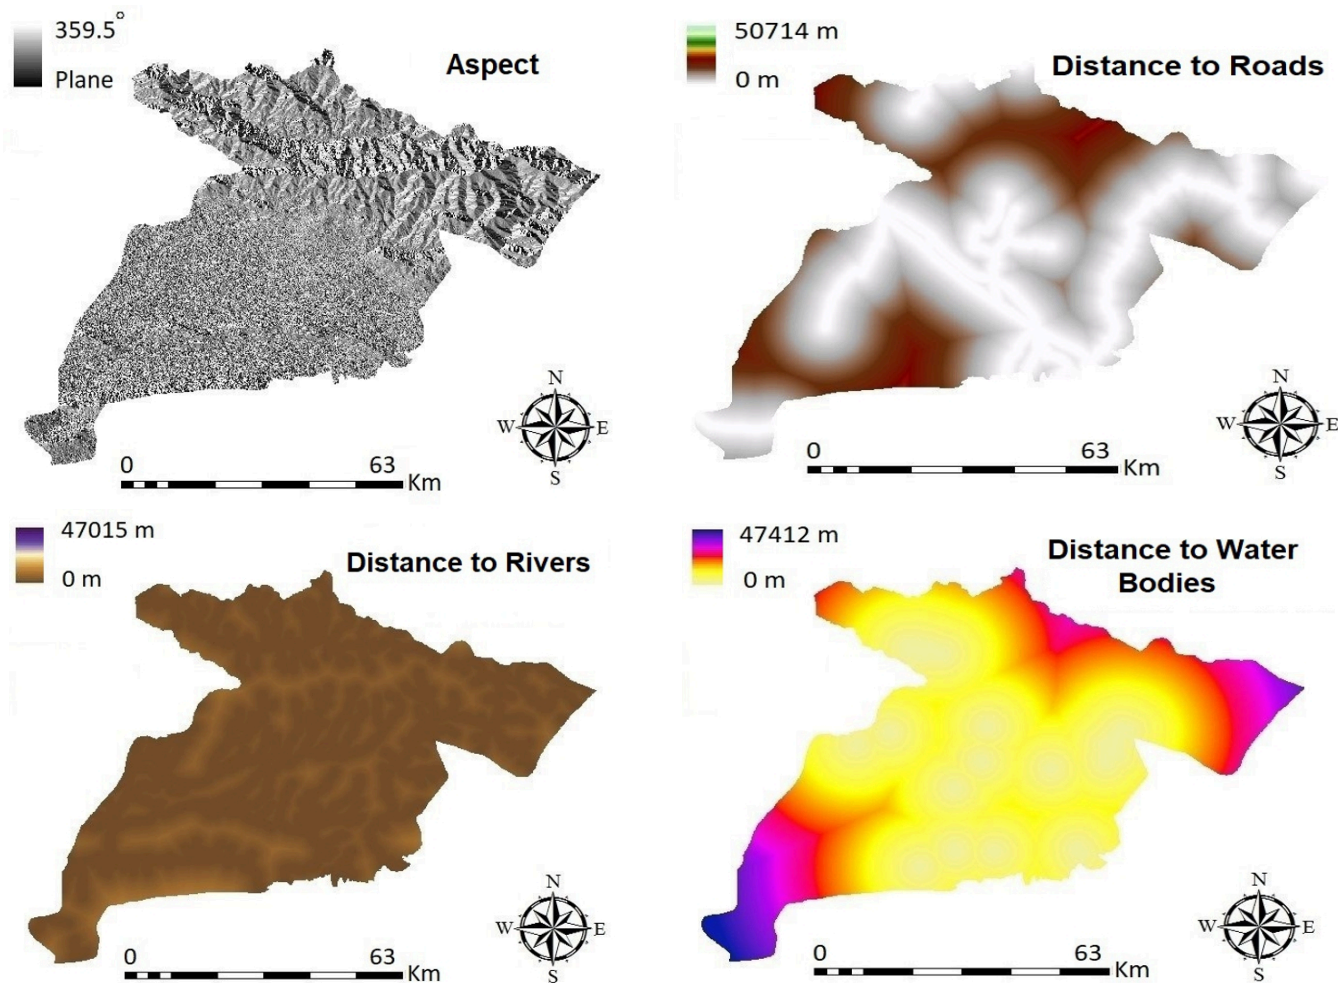 359.5°
Plane
Aspect
N
W
E
S
0
63
Km
50714 m
0 m
Distance to Roads
N
W
E
S
0
63
Km
47015 m
0 m
Distance to Rivers
N
W
E
S
0
63
Km
47412 m
0 m
Distance to Water
Bodies
N
W
E
S
0
63
Km